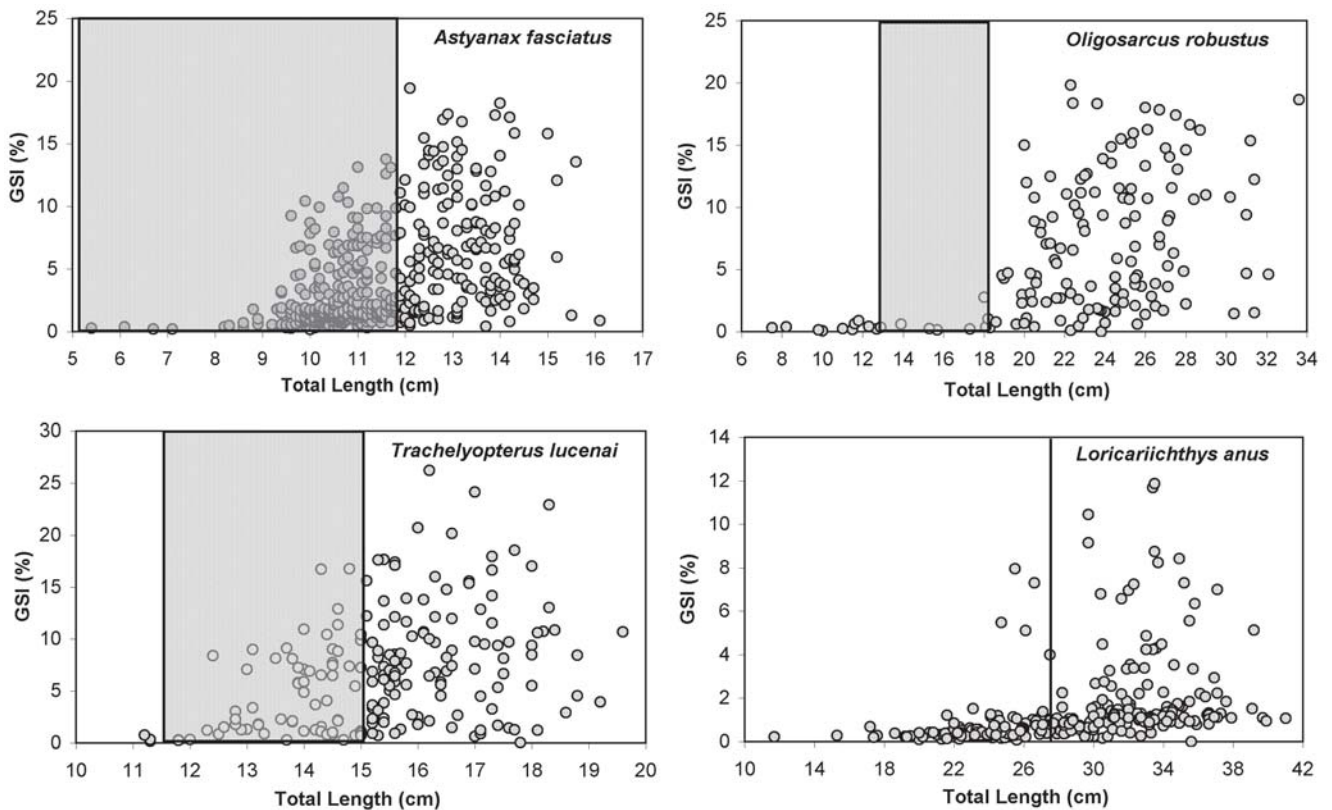 Astyanax fasciatus
GSI (%)
25
20
15
10
5
0
5 6 7 8 9 10 11 12 13 14 15 16 17
Total Length (cm)
Oligosarcus robustus
GSI (%)
25
20
15
10
5
0
6 8 10 12 14 16 18 20 22 24 26 28 30 32 34
Total Length (cm)
Trachelyopterus lucenai
GSI (%)
30
25
20
15
10
5
0
10 11 12 13 14 15 16 17 18 19 20
Total Length (cm)
Loricariichthys anus
GSI (%)
14
12
10
8
6
4
2
0
10 14 18 22 26 30 34 38 42
Total Length (cm)